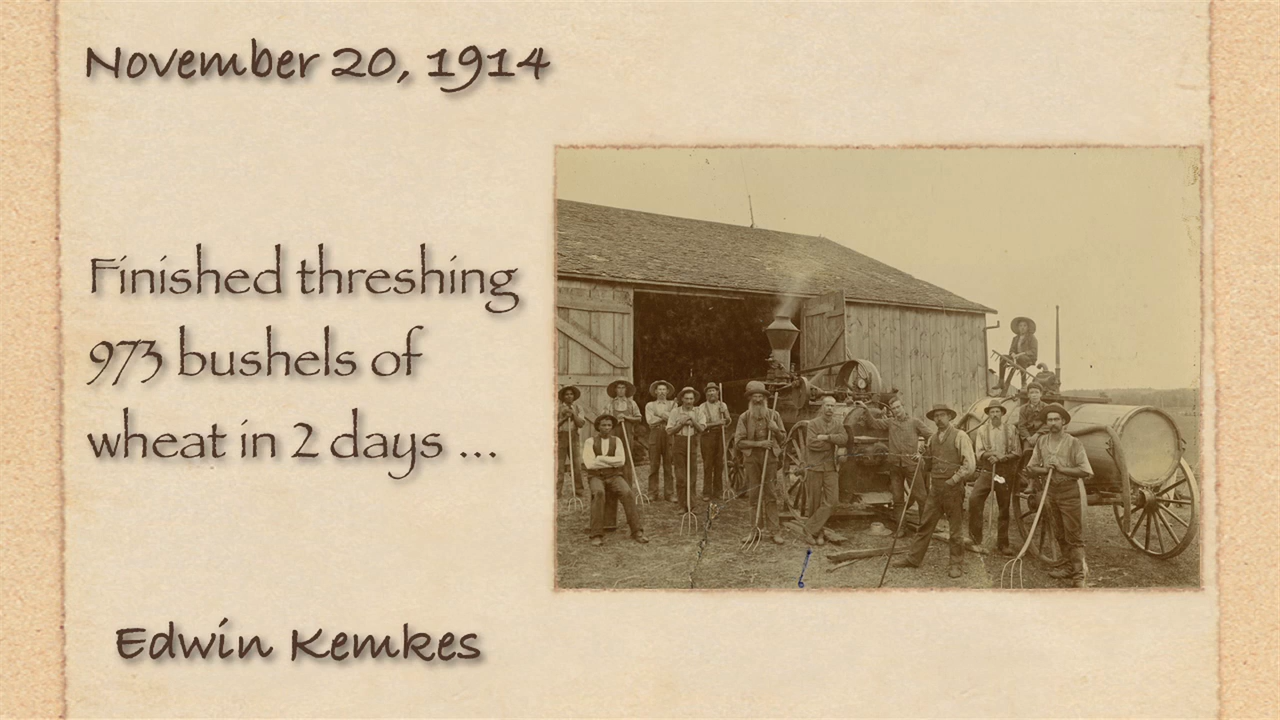 November 20, 1914
Finished threshing
973 bushels of
wheat in 2 days ...
Edwin Kemkes